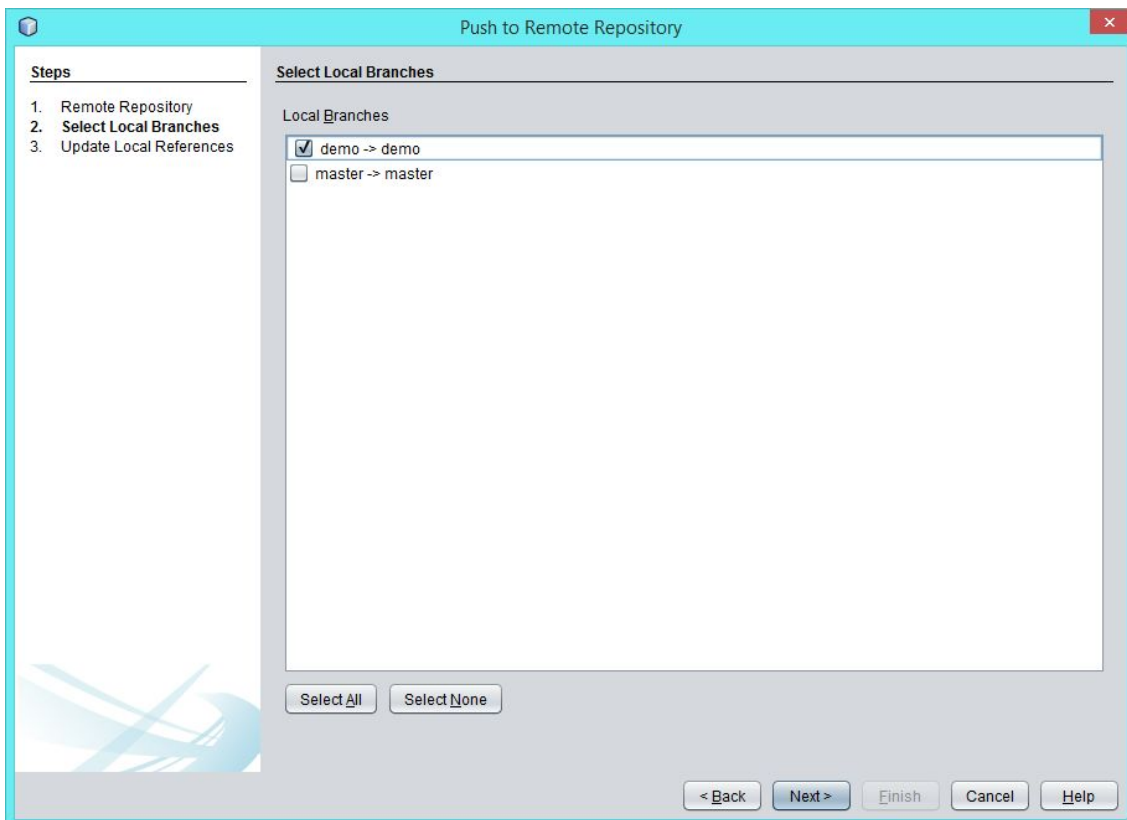 Push to Remote Repository
Steps
1. Remote Repository
2. Select Local Branches
3. Update Local References
Select Local Branches
Local Branches
demo -> demo
master -> master
Select All
Select None
< Back
Next >
Finish
Cancel
Help